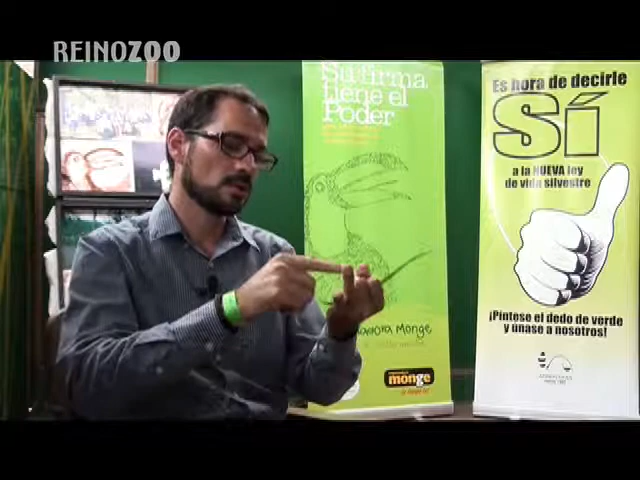 REINOZOO
Su firma
tiene el
Poder
Es hora de decirle
SÍ
a la NUEVA ley
de vida silvestre
¡Píntese el dedo de verde
y únase a nosotros!
Monge
monge